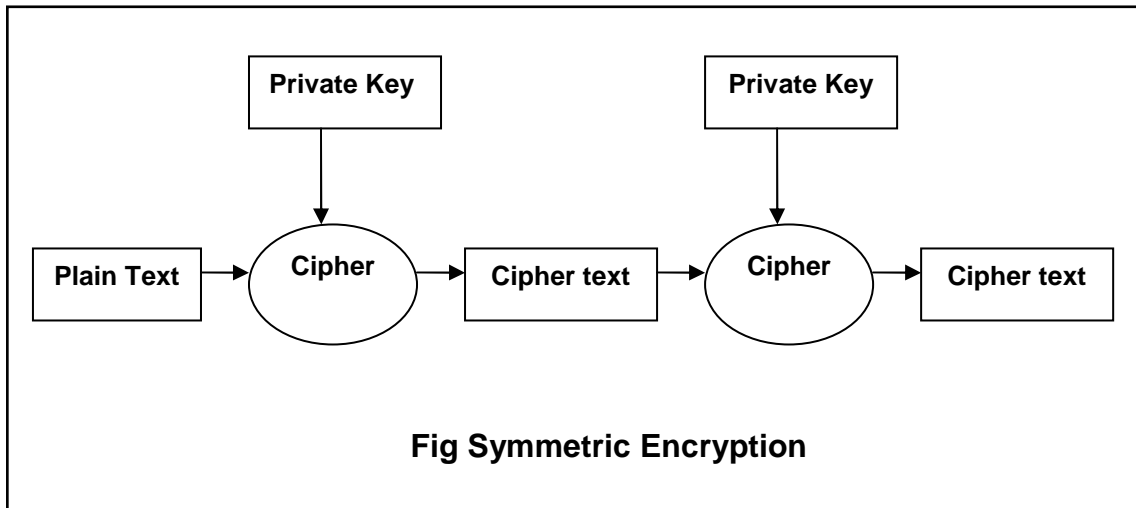 Private Key
Private Key
Plain Text
Cipher
Cipher text
Cipher
Cipher text
Fig Symmetric Encryption